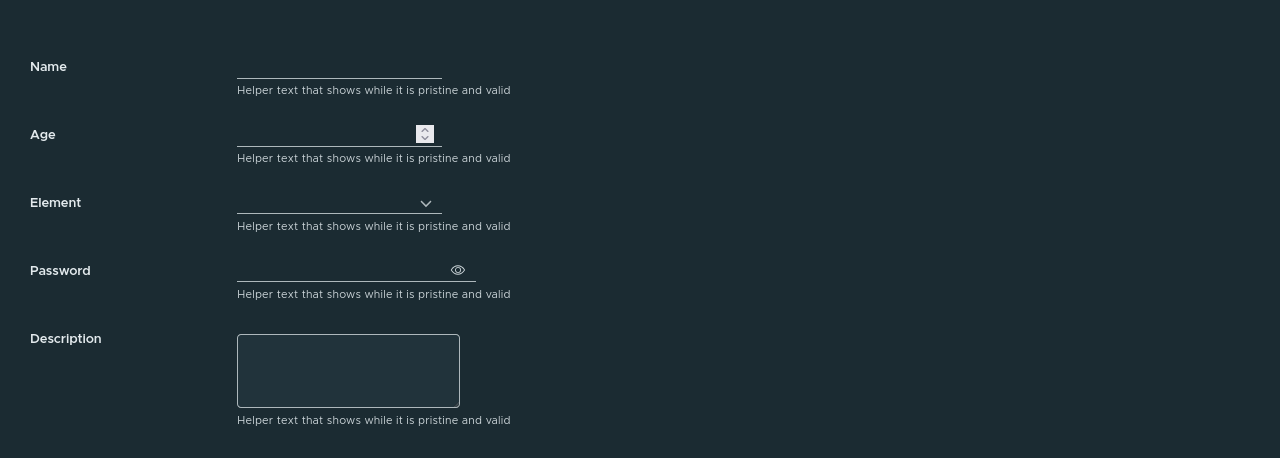 Name
Helper text that shows while it is pristine and valid
Age
Helper text that shows while it is pristine and valid
Element
Helper text that shows while it is pristine and valid
Password
Helper text that shows while it is pristine and valid
Description
Helper text that shows while it is pristine and valid